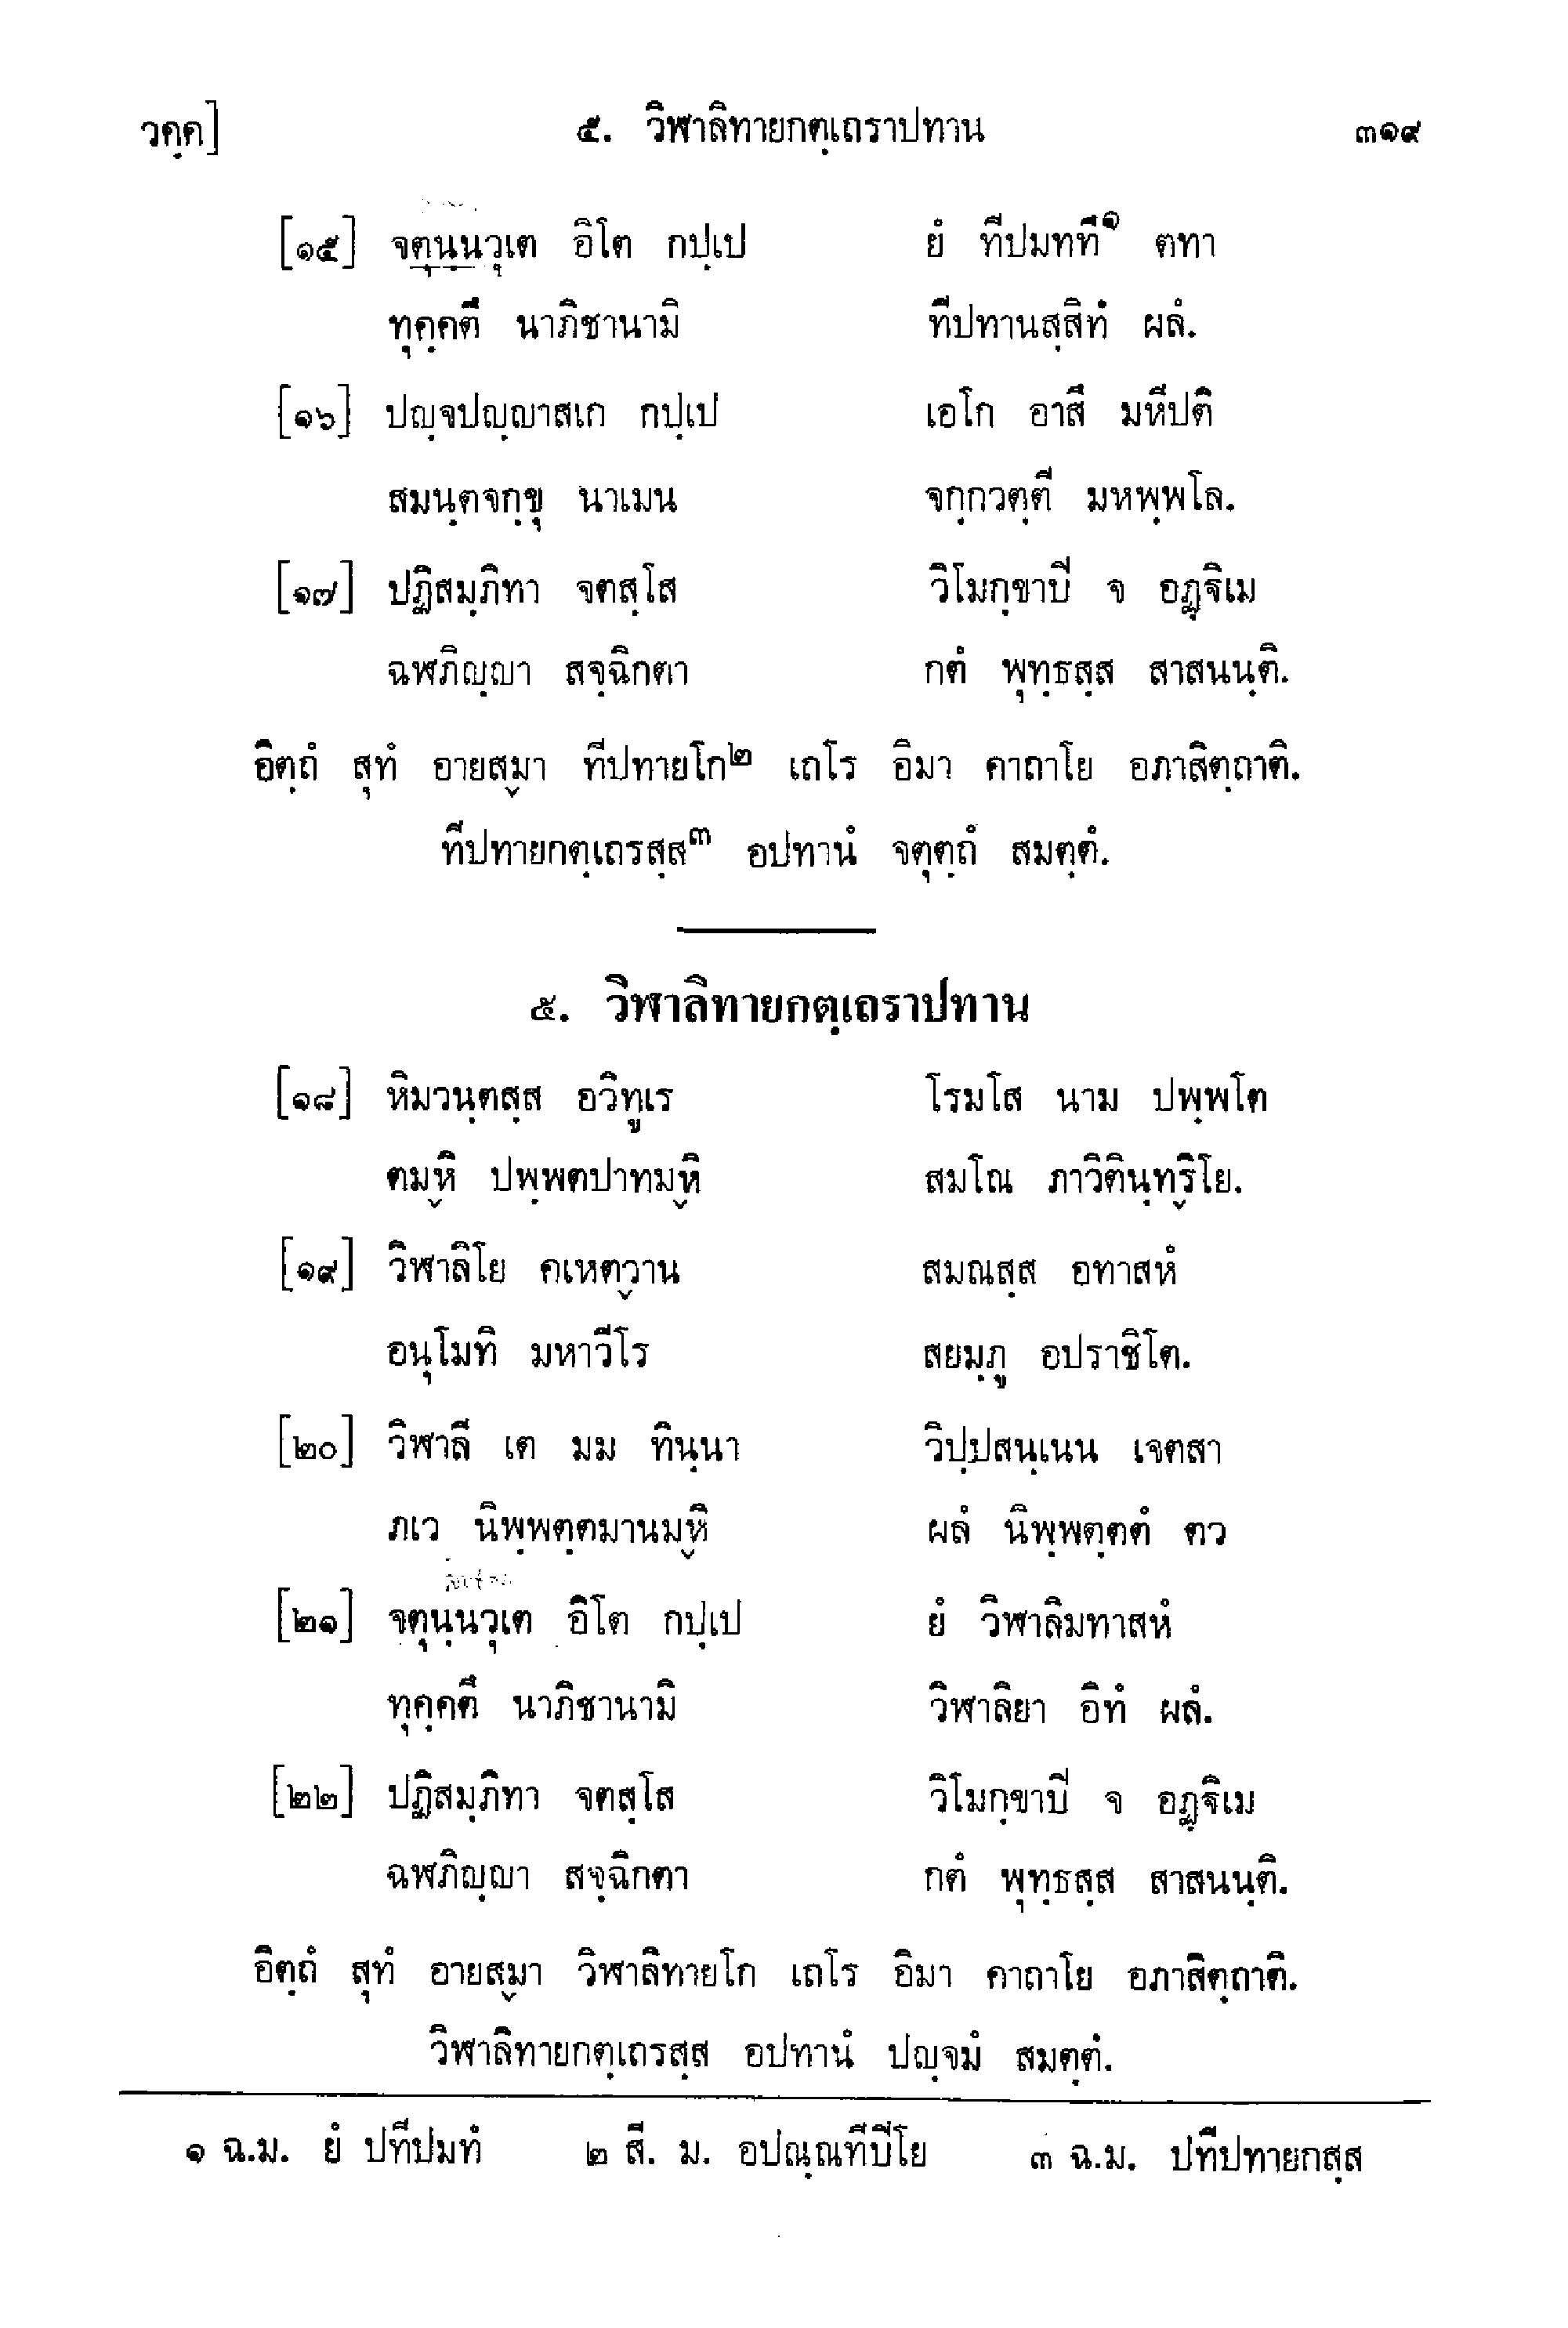 วคฺค] ๕. วิฬาลิทายกตฺเถราปทาน ๓๑๙
[๑๕] จตุนฺนวุเต อิโต กปฺเป ยํ ทีปมททึ๑ ตทา
ทุคฺคตึ นาภิชานามิ ทีปทานสฺสิทํ ผลํ.
[๑๖] ปญฺจปญฺญาสเก กปฺเป เอโก อาสึ มหีปติ
สมนฺตจกฺขุ นาเมน จกฺกวตฺตี มหพฺพโล.
[๑๗] ปฏิสมฺภิทา จตสฺโส วิโมกฺขาปิ จ อฏฺฐิเม
ฉฬภิญฺญา สจฺฉิกตา กตํ พุทฺธสฺส สาสนนฺติ.
อิตฺถํ สุทํ อายสฺมา ทีปทายโก๒ เถโร อิมา คาถาโย อภาสิตฺถาติ.
ทีปทายกตฺเถรสฺส๓ อปทานํ จตุตฺถํ สมตฺตํ.
๕. วิฬาลิทายกตฺเถราปทาน
[๑๘] หิมวนฺตสฺส อวิทูเร โรมโส นาม ปพฺพโต
ตมฺหิ ปพฺพตปาทมฺหิ สมโณ ภาวิตินฺทฺริโย.
[๑๙] วิฬาลิโย คเหตฺวาน สมณสฺส อทาสหํ
อนุโมทิ มหาวีโร สยมฺภู อปราชิโต.
[๒๐] วิฬาลี เต มม ทินฺนา วิปฺปสนฺเนน เจตสา
ภเว นิพฺพตฺตมานมฺหิ ผลํ นิพฺพตฺตตํ ตว
[๒๑] จตุนฺนวุเต อิโต กปฺเป ยํ วิฬาลิมทาสหํ
ทุคฺคตึ นาภิชานามิ วิฬาลิยา อิทํ ผลํ.
[๒๒] ปฏิสมฺภิทา จตสฺโส วิโมกฺขาปิ จ อฏฺฐิเม
ฉฬภิญฺญา สจฺฉิกตา กตํ พุทฺธสฺส สาสนนฺติ.
อิตฺถํ สุทํ อายสฺมา วิฬาลิทายโก เถโร อิมา คาถาโย อภาสิตฺถาติ.
วิฬาลิทายกตฺเถรสฺส อปทานํ ปญฺจมํ สมตฺตํ.
๑ ฉ.ม. ยํ ปทีปมทํ ๒ สี. ม. อปณฺณทีปิโย ๓ ฉ.ม. ปทีปทายกสฺส